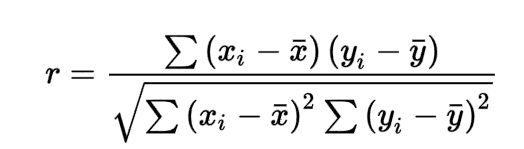 r = ∑ (xᵢ − x̄) (yᵢ − ȳ) / √(∑ (xᵢ − x̄)² ∑ (yᵢ − ȳ)²)